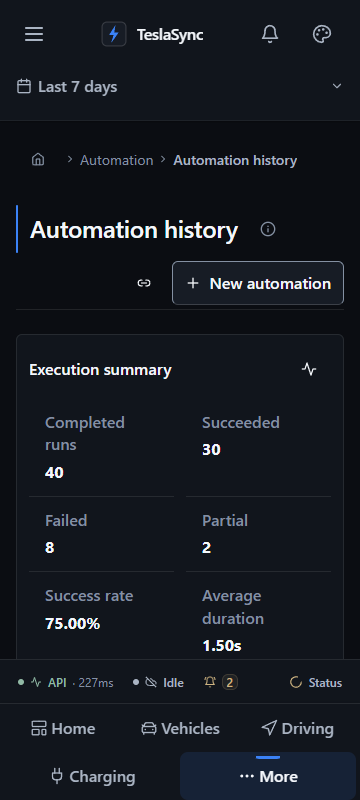 TeslaSync
Last 7 days
Automation Automation history
Automation history
New automation
Execution summary
Completed runs
40
Succeeded
30
Failed
8
Partial
2
Success rate
75.00%
Average duration
1.50s
API · 227ms Idle 2 Status
Home Vehicles Driving
Charging More